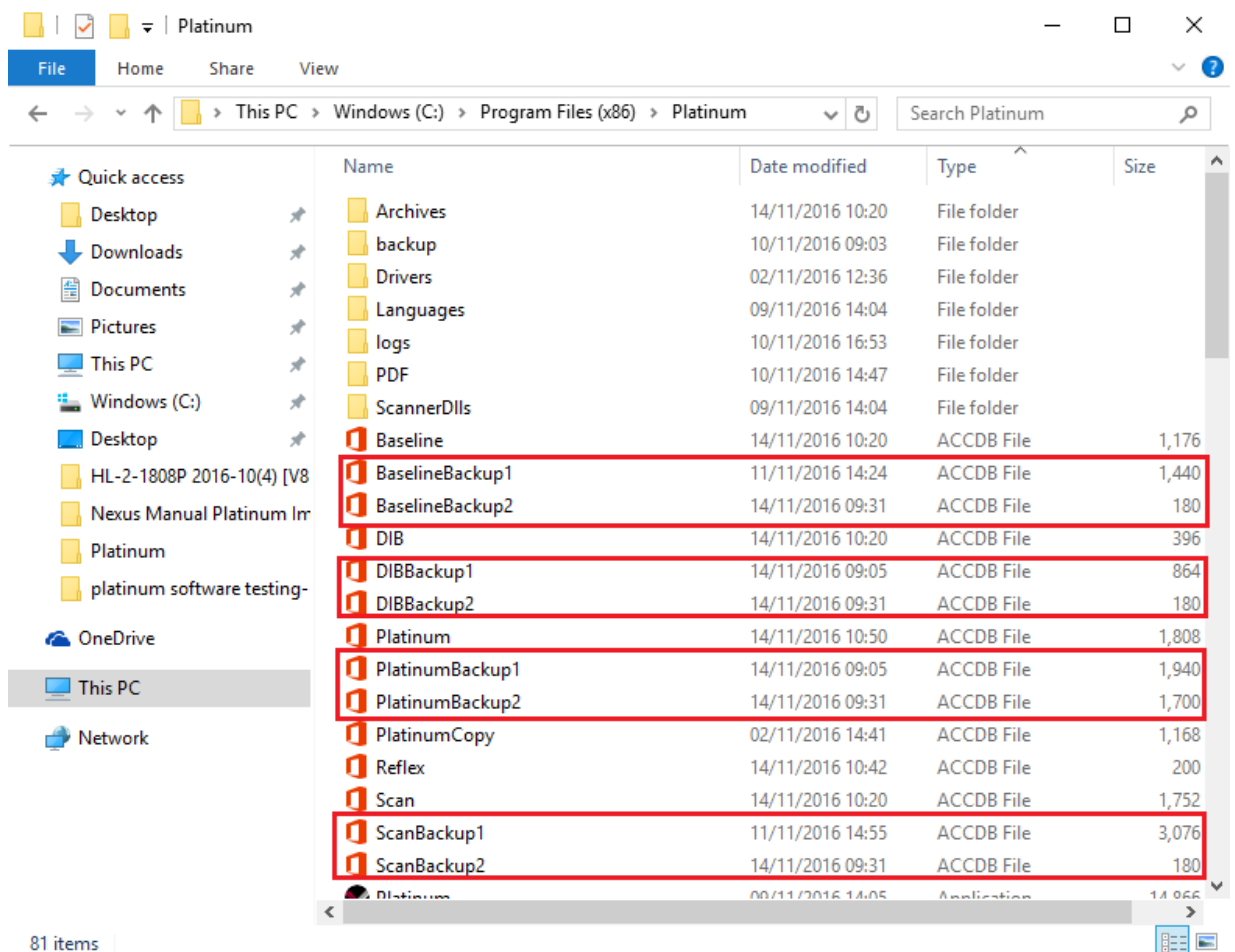 Platinum
File Home Share View
This PC > Windows (C:) > Program Files (x86) > Platinum Search Platinum
Quick access
Desktop
Downloads
Documents
Pictures
This PC
Windows (C:)
Desktop
HL-2-1808P 2016-10(4) [V8
Nexus Manual Platinum Im
Platinum
platinum software testing-
OneDrive
This PC
Network
Name Date modified Type Size
Archives 14/11/2016 10:20 File folder
backup 10/11/2016 09:03 File folder
Drivers 02/11/2016 12:36 File folder
Languages 09/11/2016 14:04 File folder
logs 10/11/2016 16:53 File folder
PDF 10/11/2016 14:47 File folder
ScannerDlls 09/11/2016 14:04 File folder
Baseline 14/11/2016 10:20 ACCDB File 1,176
BaselineBackup1 11/11/2016 14:24 ACCDB File 1,440
BaselineBackup2 14/11/2016 09:31 ACCDB File 180
DIB 14/11/2016 10:20 ACCDB File 396
DIBBackup1 14/11/2016 09:05 ACCDB File 864
DIBBackup2 14/11/2016 09:31 ACCDB File 180
Platinum 14/11/2016 10:50 ACCDB File 1,808
PlatinumBackup1 14/11/2016 09:05 ACCDB File 1,940
PlatinumBackup2 14/11/2016 09:31 ACCDB File 1,700
PlatinumCopy 02/11/2016 14:41 ACCDB File 1,168
Reflex 14/11/2016 10:42 ACCDB File 200
Scan 14/11/2016 10:20 ACCDB File 1,752
ScanBackup1 11/11/2016 14:55 ACCDB File 3,076
ScanBackup2 14/11/2016 09:31 ACCDB File 180
Platinum 09/11/2016 14:05 Application 14,866
81 items